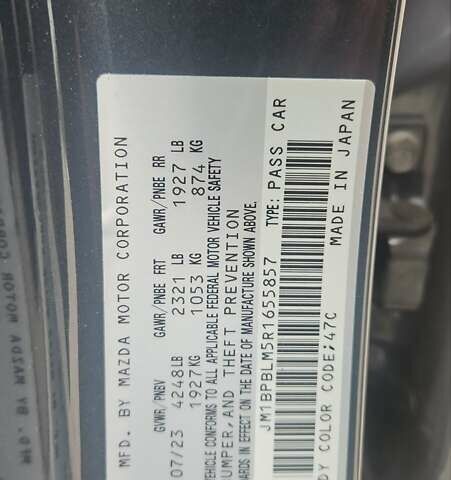 MFD. BY MAZDA MOTOR CORPORATION
GVWR/PNBV GAWR/PNBE FRT GAWR/PNBE RR
07/23 4248LB 2321 LB 1927 LB
1927KG 1053 KG 874 KG
VEHICLE CONFORMS TO ALL APPLICABLE FEDERAL MOTOR VEHICLE SAFETY
UMPER, AND THEFT PREVENTION
EFFECT ON THE DATE OF MANUFACTURE SHOWN ABOVE.
JM1BPBLM5R1655857 TYPE: PASS CAR
DY COLOR CODE;47C MADE IN JAPAN